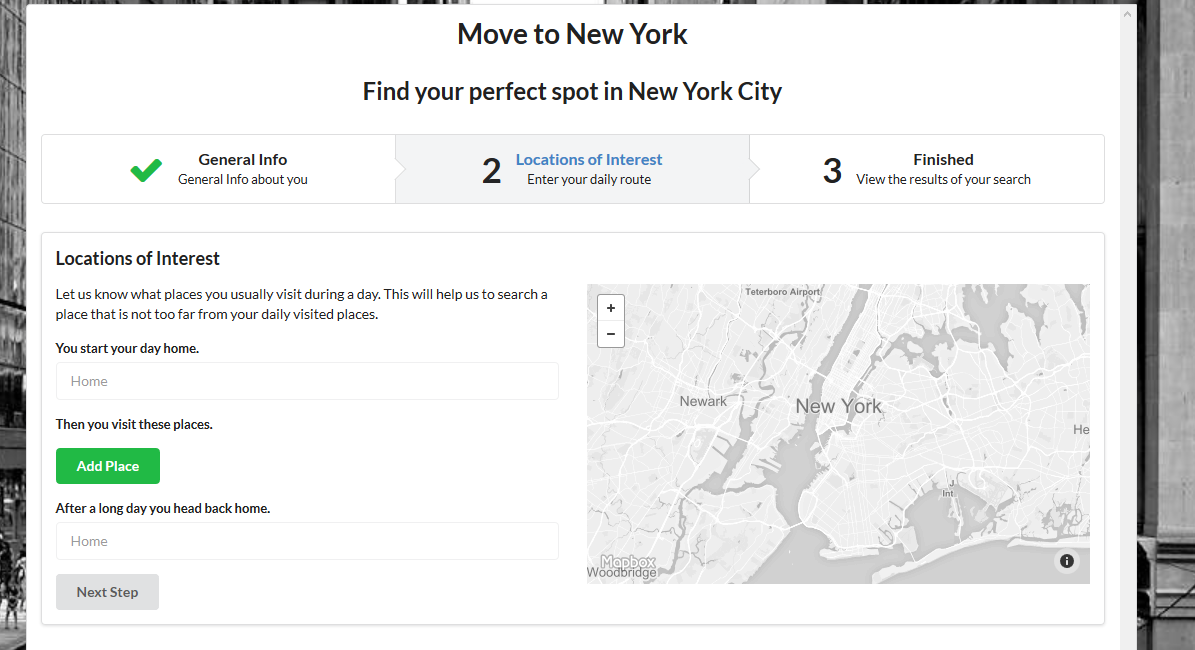 Move to New York
Find your perfect spot in New York City
General Info
General Info about you
2
Locations of Interest
Enter your daily route
3
Finished
View the results of your search
Locations of Interest
Let us know what places you usually visit during a day. This will help us to search a
place that is not too far from your daily visited places.
You start your day home.
Home
Then you visit these places.
Add Place
After a long day you head back home.
Home
Next Step
+
−
Teterboro Airport
Newark
New York
He
J.
Int.
Mapbox
Woodbridge
i